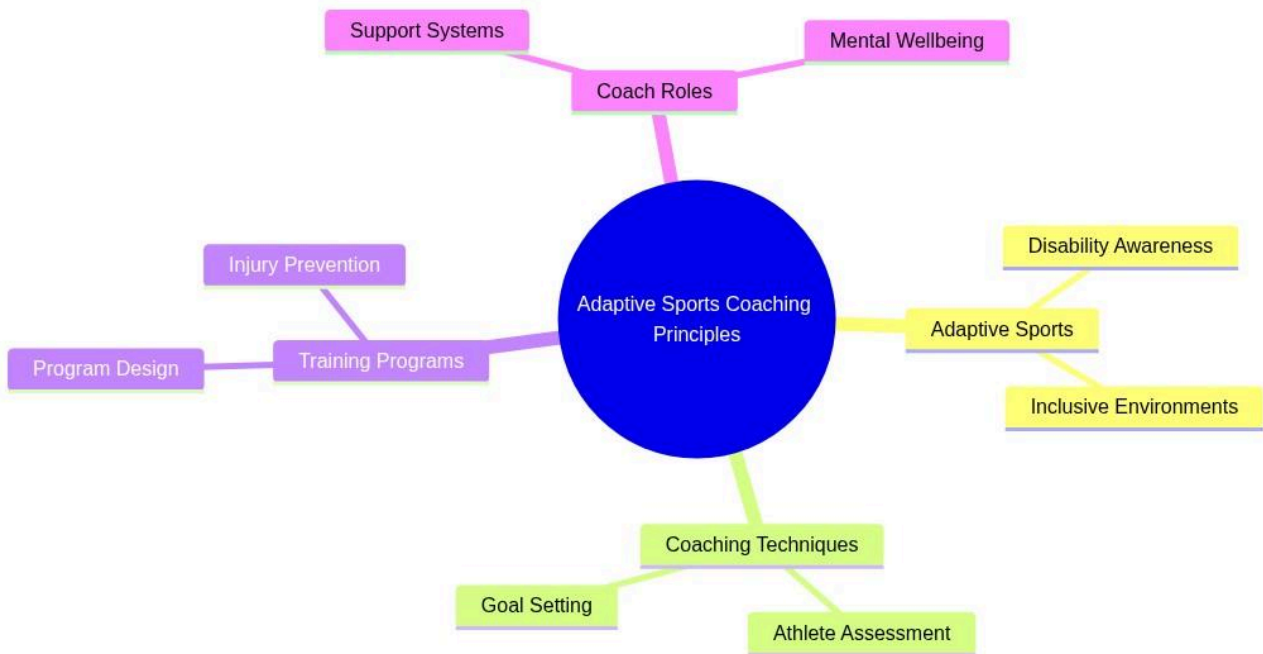 Support Systems
Mental Wellbeing
Coach Roles
Disability Awareness
Injury Prevention
Adaptive Sports Coaching
Principles
Adaptive Sports
Training Programs
Program Design
Inclusive Environments
Coaching Techniques
Goal Setting
Athlete Assessment